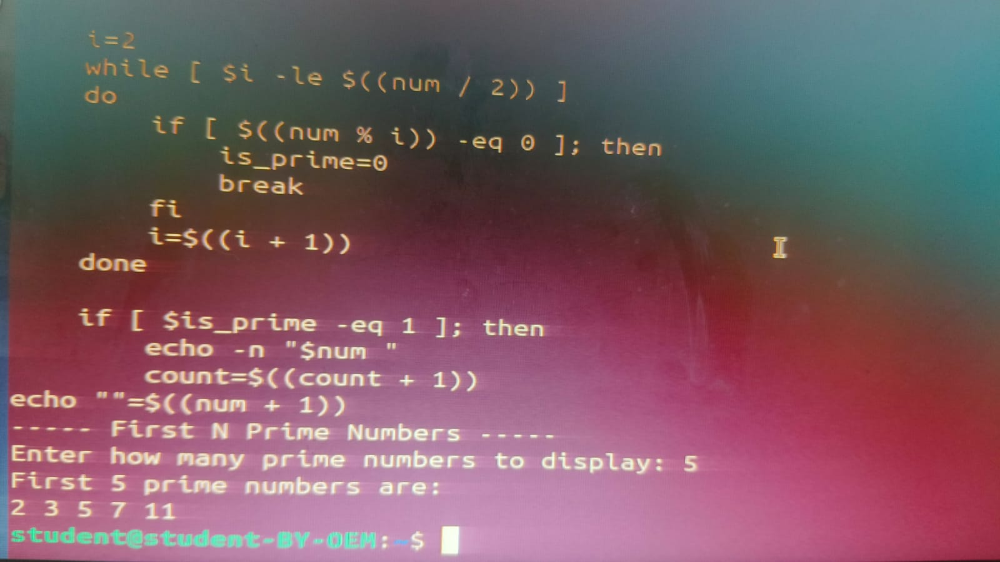 i=2
while [ $i -le $((num / 2)) ]
do
if [ $((num % i)) -eq 0 ]; then
is_prime=0
break
fi
i=$((i + 1))
done
if [ $is_prime -eq 1 ]; then
echo -n "$num "
count=$((count + 1))
echo ""=$((num + 1))
----- First N Prime Numbers -----
Enter how many prime numbers to display: 5
First 5 prime numbers are:
2 3 5 7 11
student@student-BY-OEM:~$